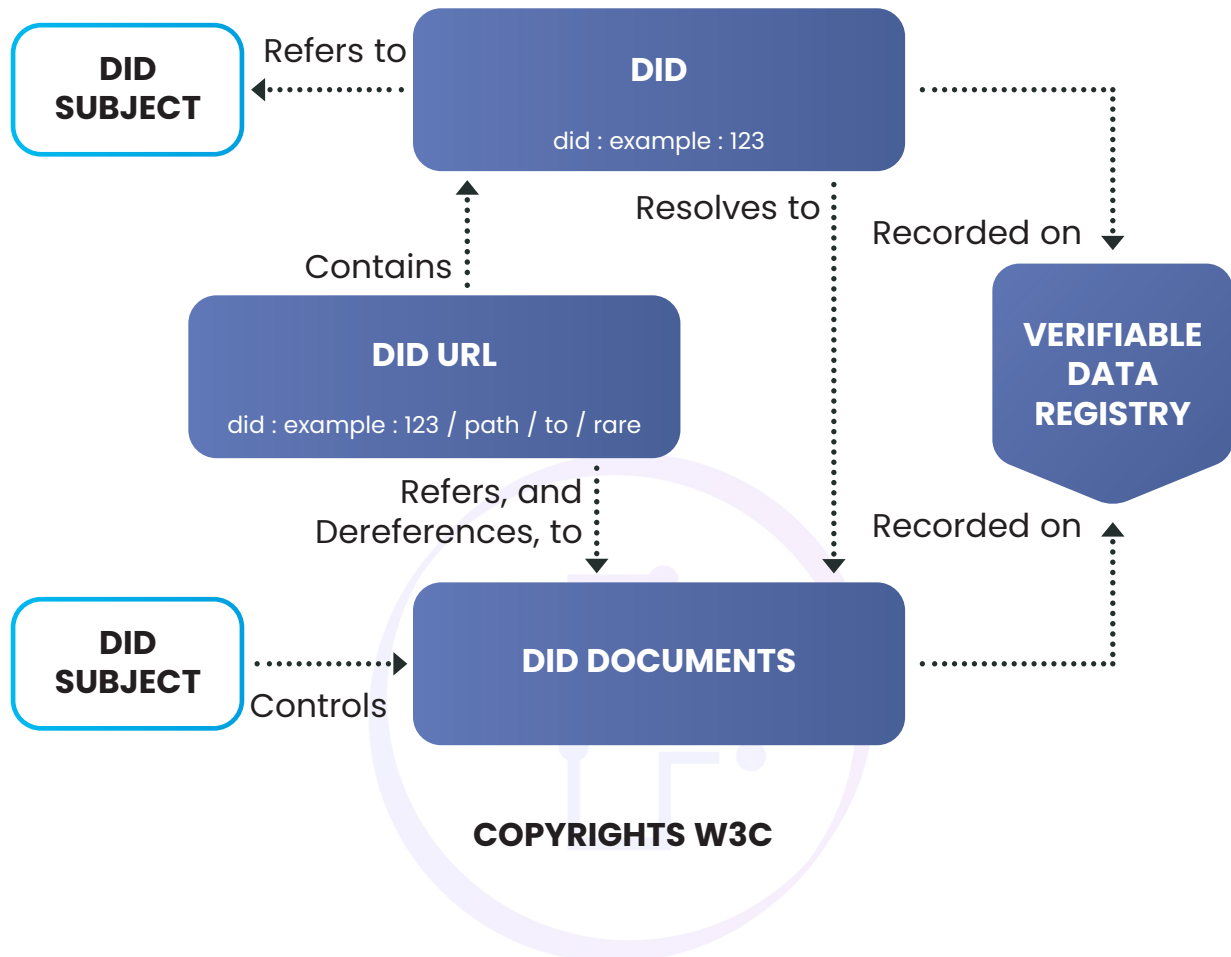 DID
SUBJECT
Refers to
DID
did : example : 123
Resolves to
Recorded on
Contains
DID URL
did : example : 123 / path / to / rare
VERIFIABLE
DATA
REGISTRY
Refers, and
Dereferences, to
Recorded on
DID
SUBJECT
Controls
DID DOCUMENTS
COPYRIGHTS W3C